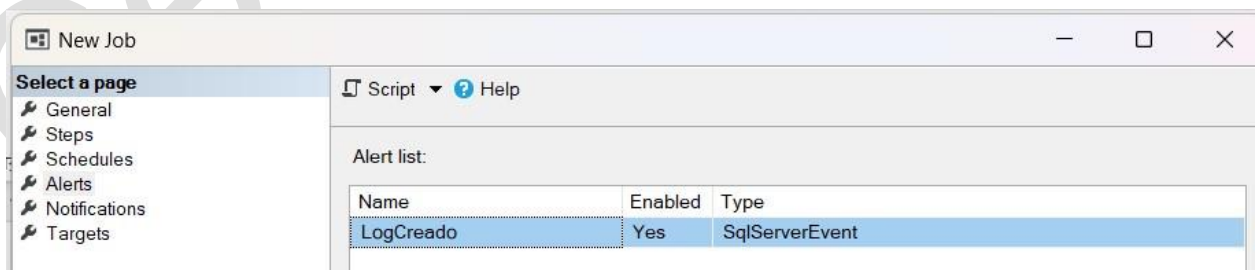 New Job
Select a page
General
Steps
Schedules
Alerts
Notifications
Targets
Script Help
Alert list:
Name Enabled Type
LogCreado Yes SqlServerEvent